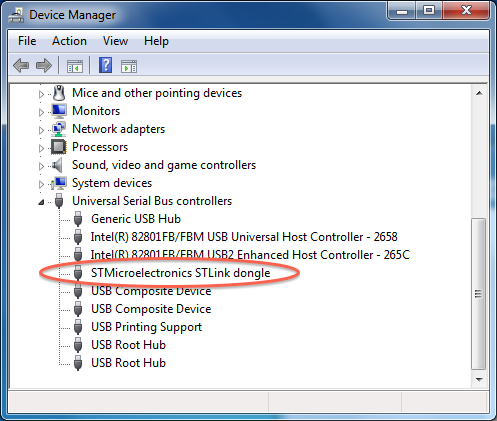 Device Manager
File Action View Help
Mice and other pointing devices
Monitors
Network adapters
Processors
Sound, video and game controllers
System devices
Universal Serial Bus controllers
Generic USB Hub
Intel(R) 82801FB/FBM USB Universal Host Controller - 2658
Intel(R) 82801FB/FBM USB2 Enhanced Host Controller - 265C
STMicroelectronics STLink dongle
USB Composite Device
USB Composite Device
USB Printing Support
USB Root Hub
USB Root Hub